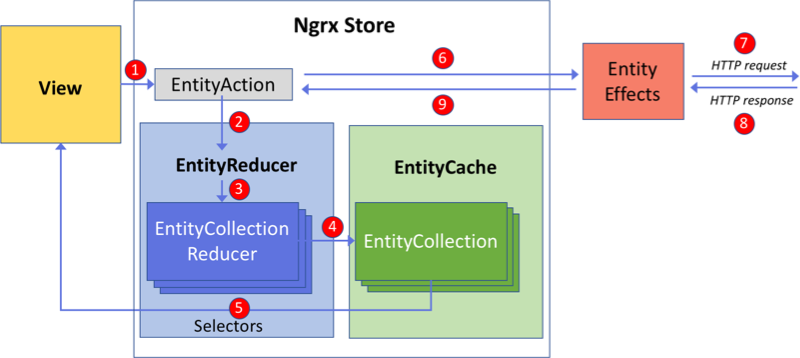 Ngrx Store
View
1
EntityAction
6
9
Entity
Effects
7
HTTP request
HTTP response
8
2
EntityReducer
3
EntityCollection
Reducer
4
EntityCache
EntityCollection
5
Selectors